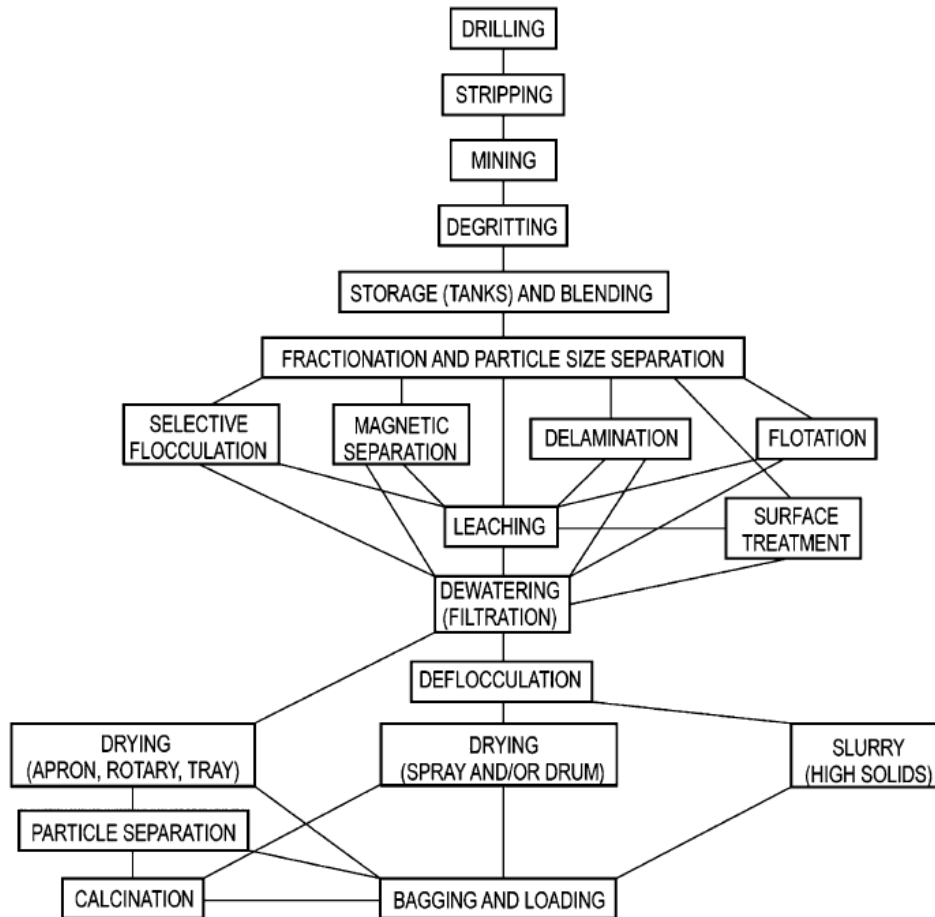 DRILLING
STRIPPING
MINING
DEGRITTING
STORAGE (TANKS) AND BLENDING
FRACTIONATION AND PARTICLE SIZE SEPARATION
SELECTIVE
FLOCCULATION
MAGNETIC
SEPARATION
DELAMINATION
FLOTATION
LEACHING
SURFACE
TREATMENT
DEWATERING
(FILTRATION)
DEFLOCCULATION
DRYING
(APRON, ROTARY, TRAY)
DRYING
(SPRAY AND/OR DRUM)
SLURRY
(HIGH SOLIDS)
PARTICLE SEPARATION
CALCINATION
BAGGING AND LOADING